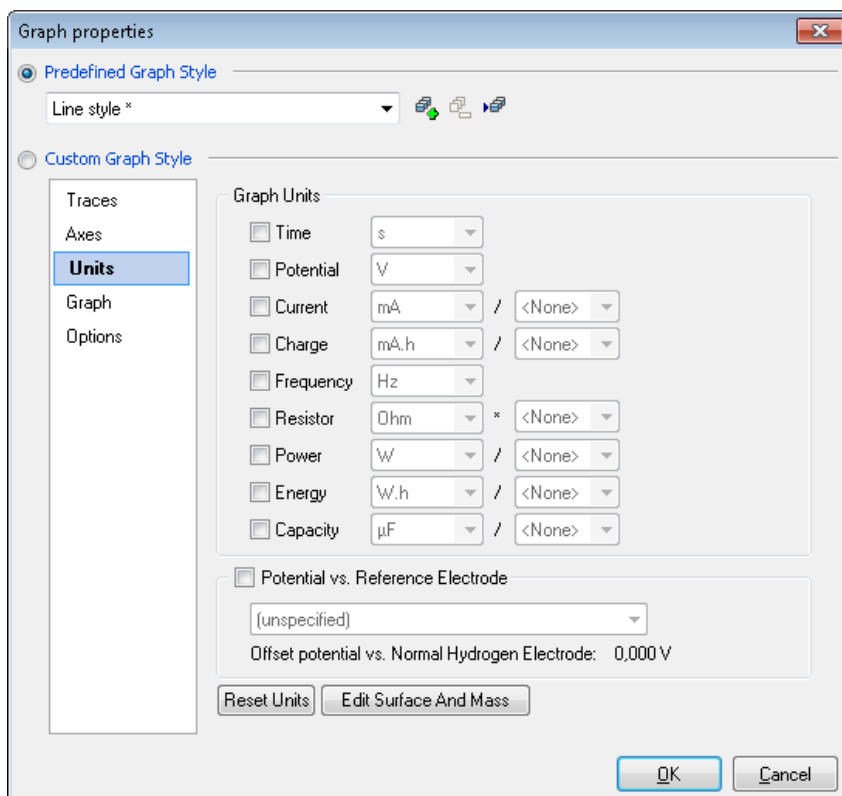 Graph properties
Predefined Graph Style
Line style *
Custom Graph Style
Traces
Axes
Units
Graph
Options
Graph Units
Time s
Potential V
Current mA / <None>
Charge mA.h / <None>
Frequency Hz
Resistor Ohm * <None>
Power W / <None>
Energy W.h / <None>
Capacity µF / <None>
Potential vs. Reference Electrode
(unspecified)
Offset potential vs. Normal Hydrogen Electrode: 0,000 V
Reset Units Edit Surface And Mass
OK Cancel